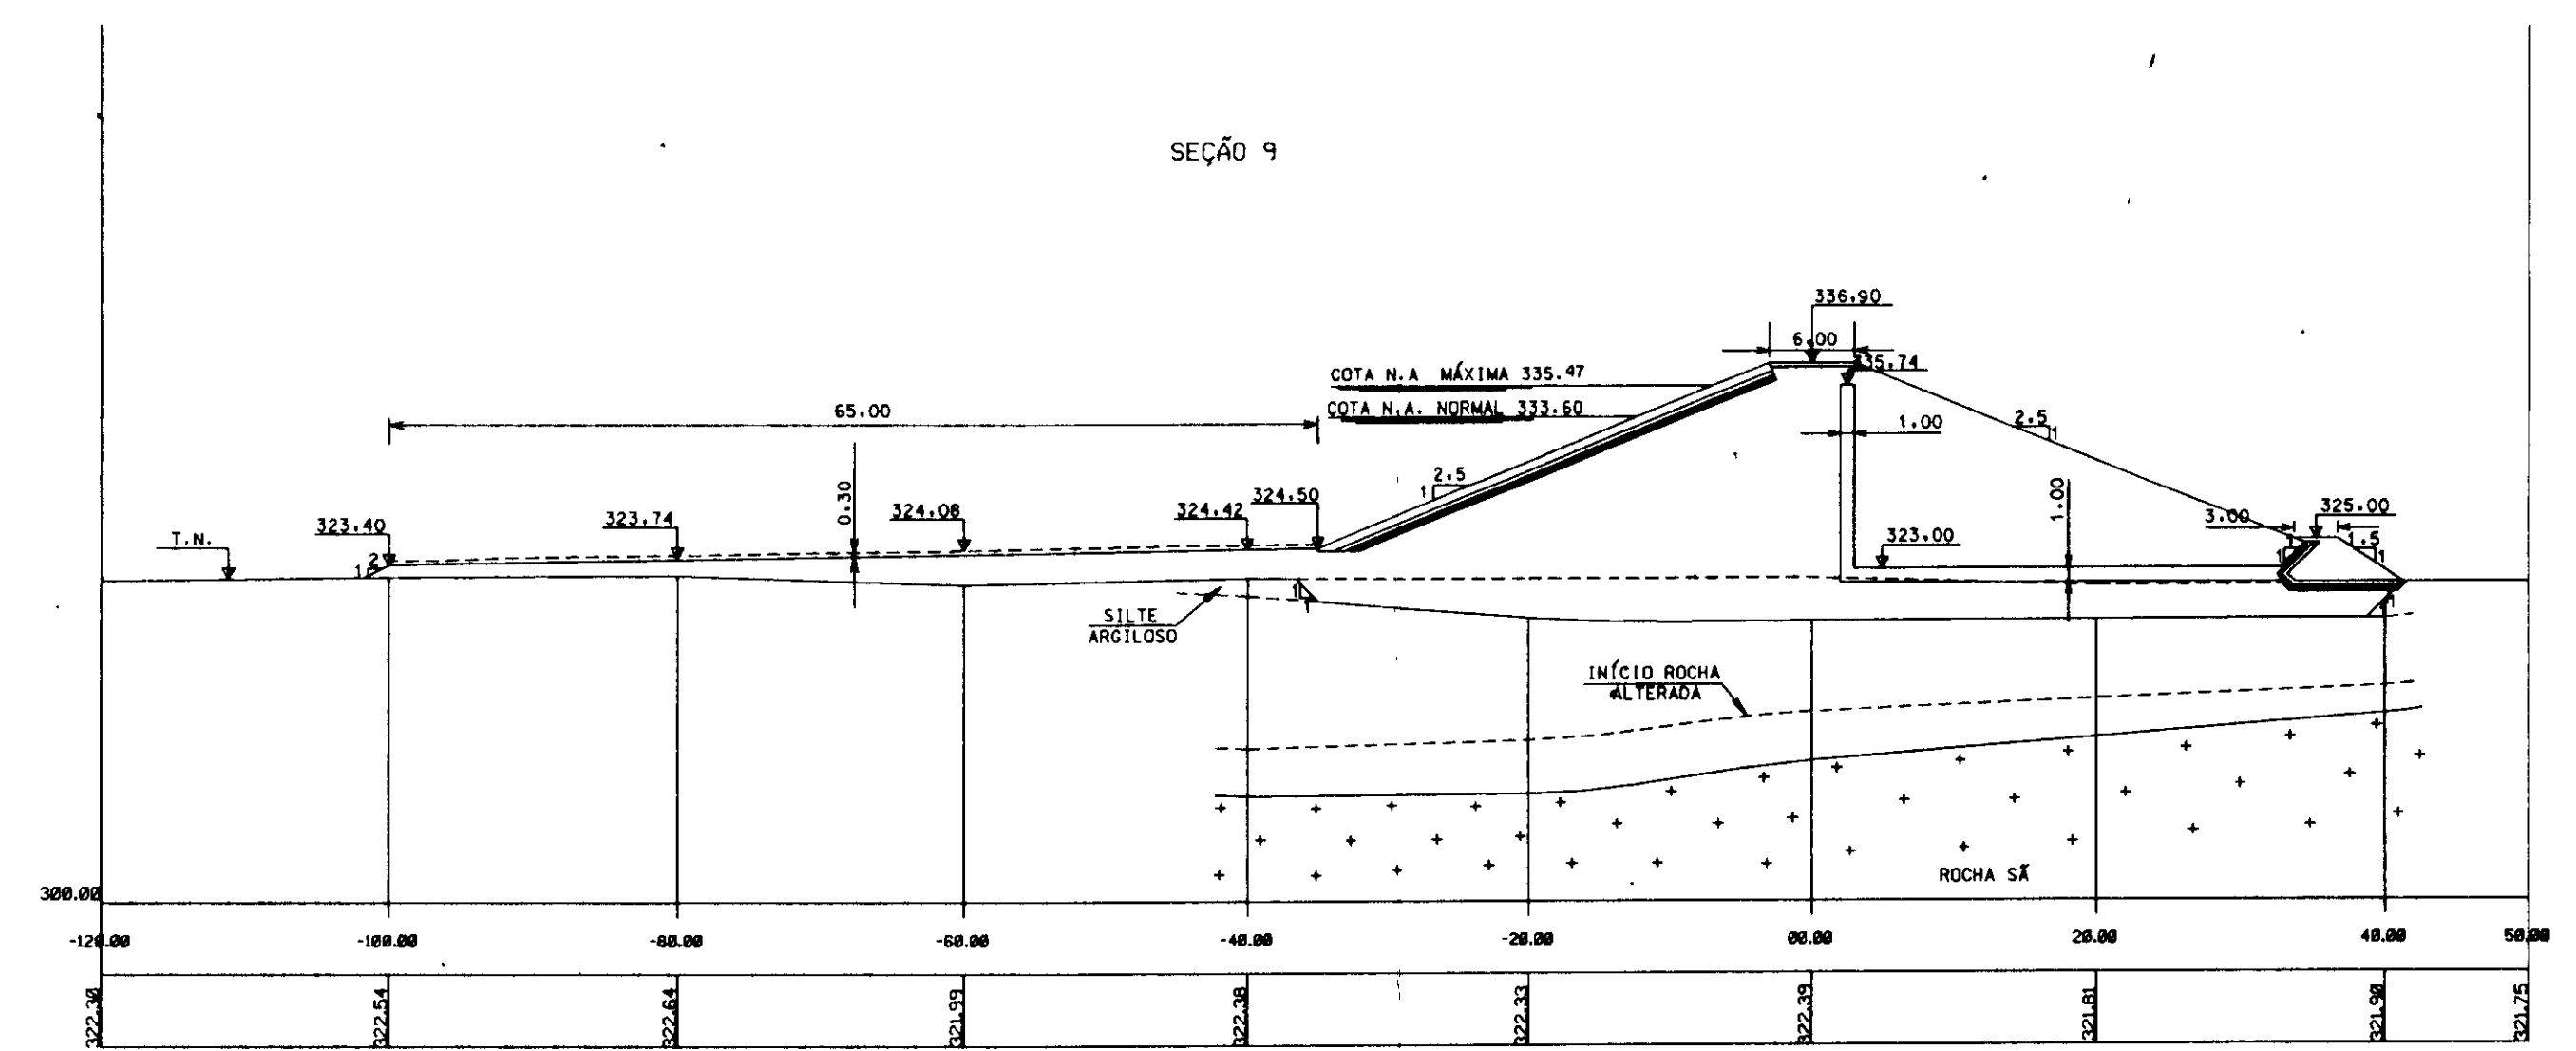 SEÇÃO 9
336.90
6.00
335.74
COTA N.A MÁXIMA 335.47
COTA N.A. NORMAL 333.60
65.00
2.5
1
1.00
2.5
1
0.30
1.00
324.50
324.42
324.08
323.74
323.40
T.N.
2
1
3.00
325.00
323.00
1
1
1.5
1
SILTE
ARGILOSO
1
1
1
1
INÍCIO ROCHA
ALTERADA
ROCHA SÃ
300.00
-120.00 -100.00 -80.00 -60.00 -40.00 -20.00 00.00 20.00 40.00 50.00
322.30 322.54 322.64 321.99 322.38 322.33 322.39 321.81 321.90 321.75